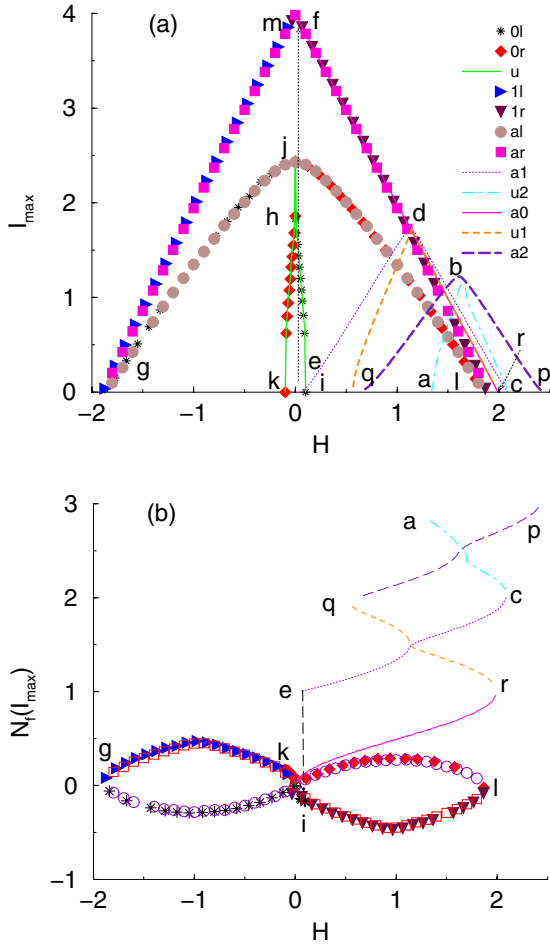 (a)
m f
j
h
d
b
g
k
e
i
q
a
l
r
c
p
4
3
2
1
0
I_max
-2 -1 0 1 2
H
0l
0r
u
1l
1r
al
ar
a1
u2
a0
u1
a2
(b)
a
p
q
c
e
r
g
k
i
l
3
2
1
0
-1
N_f(I_max)
-2 -1 0 1 2
H